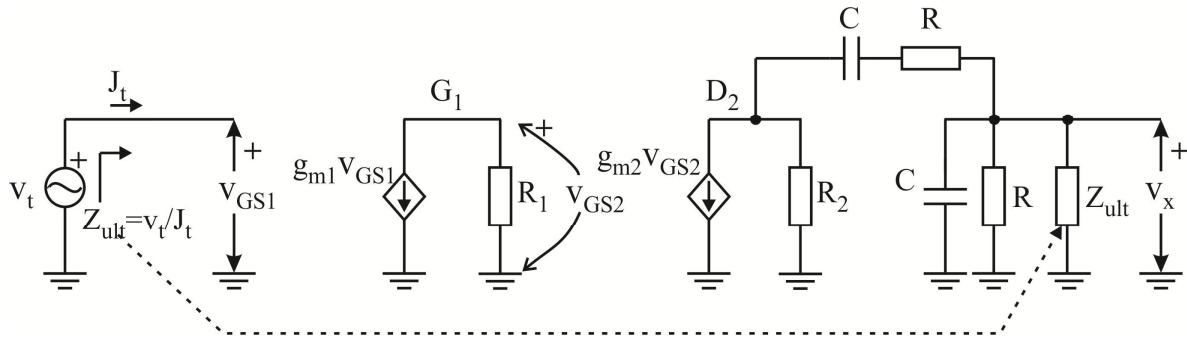 C
R
J_t
G_1
D_2
v_t
+
Z_ult=v_t/J_t
+
v_GS1
g_m1v_GS1
R_1
+
v_GS2
g_m2v_GS2
R_2
C
R
Z_ult
+
v_x